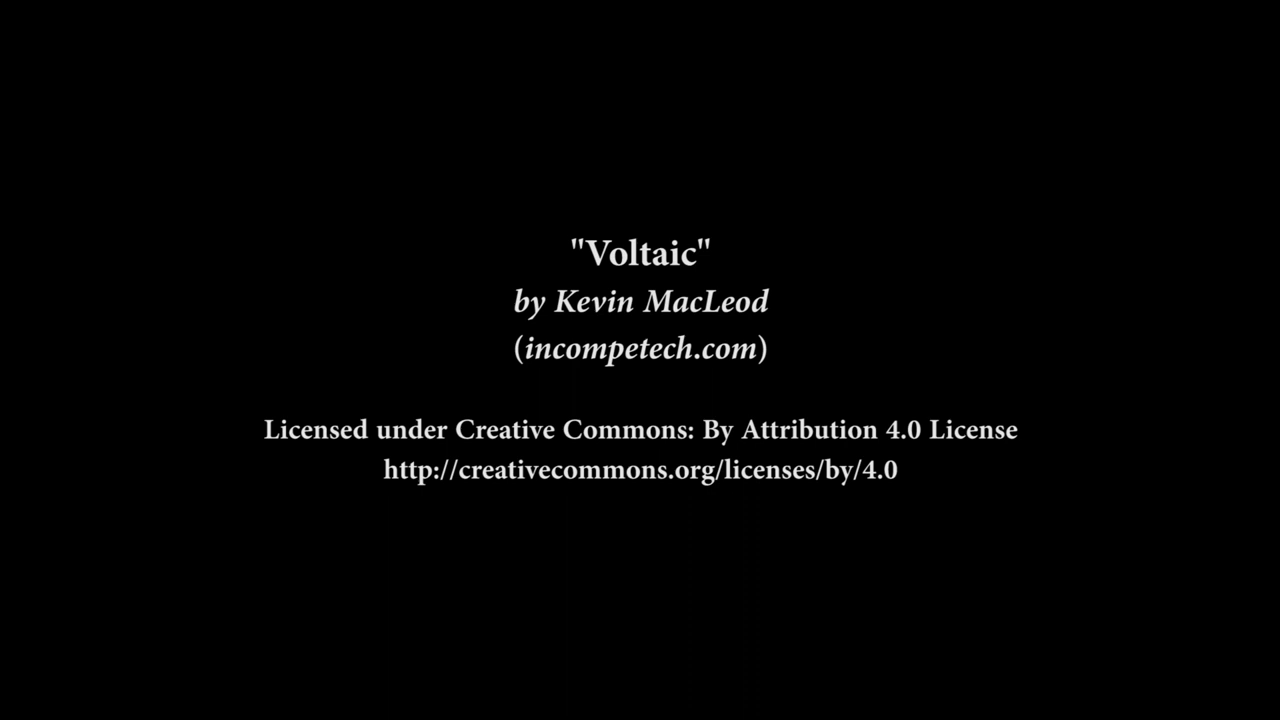 "Voltaic"
by Kevin MacLeod
(incompetech.com)
Licensed under Creative Commons: By Attribution 4.0 License
http://creativecommons.org/licenses/by/4.0